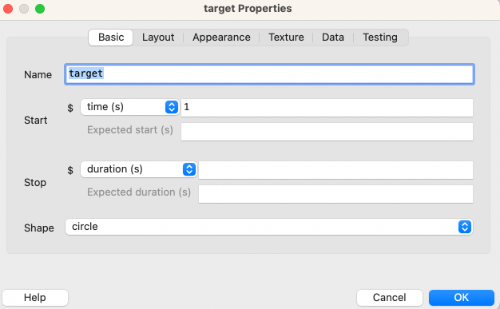 target Properties
Basic Layout Appearance Texture Data Testing
Name target
Start $ time (s) 1
Expected start (s)
Stop $ duration (s)
Expected duration (s)
Shape circle
Help Cancel OK